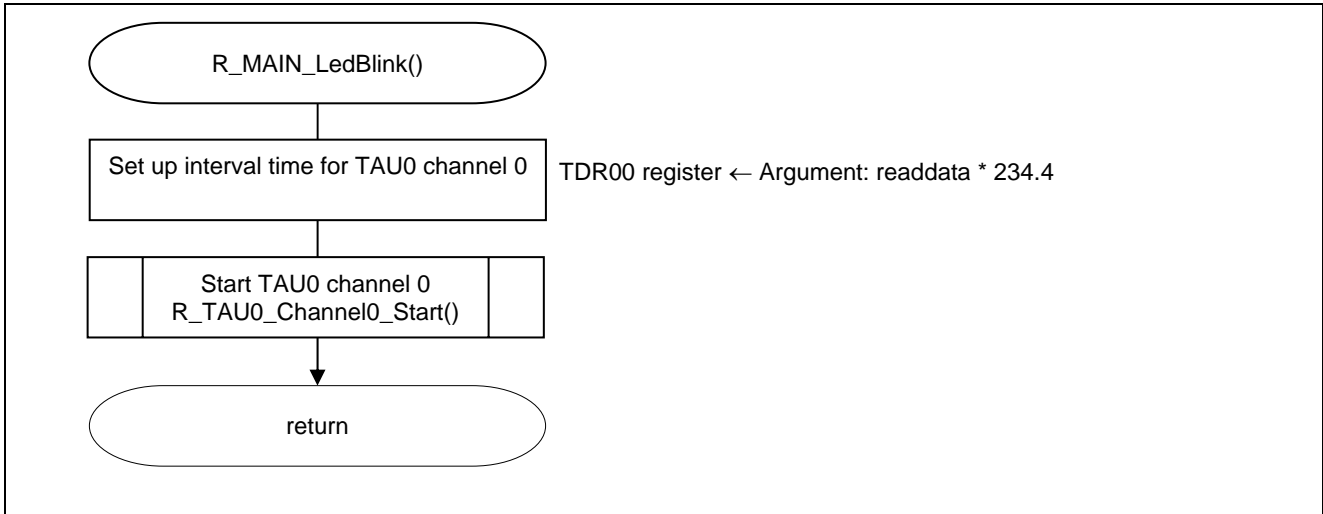 R_MAIN_LedBlink()
Set up interval time for TAU0 channel 0
TDR00 register ← Argument: readdata * 234.4
Start TAU0 channel 0
R_TAU0_Channel0_Start()
return